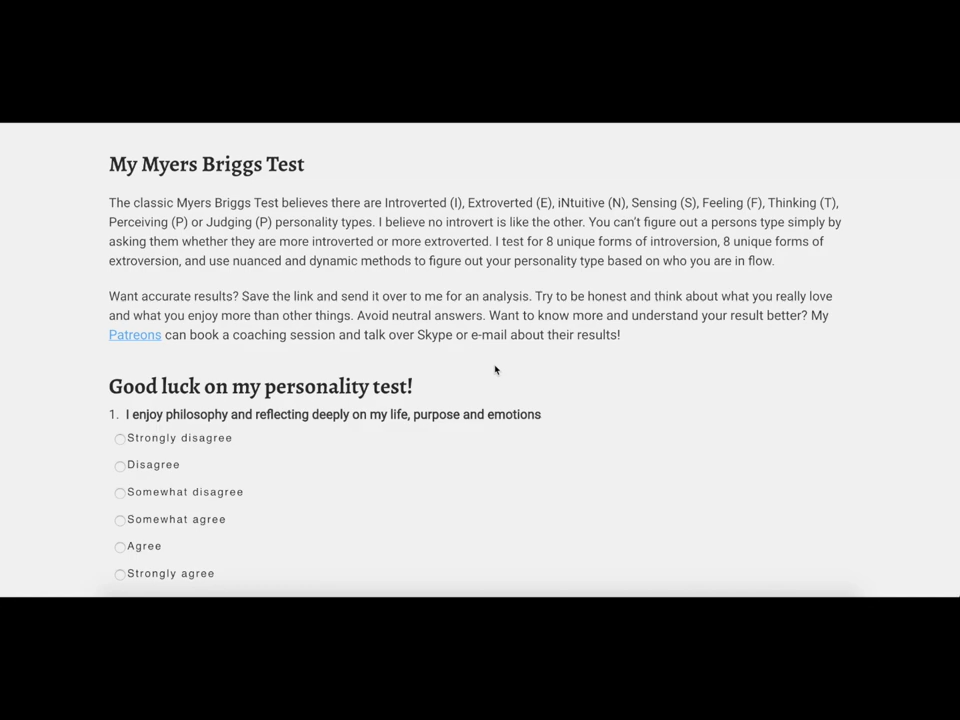 My Myers Briggs Test
The classic Myers Briggs Test believes there are Introverted (I), Extroverted (E), iNtuitive (N), Sensing (S), Feeling (F), Thinking (T),
Perceiving (P) or Judging (P) personality types. I believe no introvert is like the other. You can’t figure out a persons type simply by
asking them whether they are more introverted or more extroverted. I test for 8 unique forms of introversion, 8 unique forms of
extroversion, and use nuanced and dynamic methods to figure out your personality type based on who you are in flow.
Want accurate results? Save the link and send it over to me for an analysis. Try to be honest and think about what you really love
and what you enjoy more than other things. Avoid neutral answers. Want to know more and understand your result better? My
Patreons can book a coaching session and talk over Skype or e-mail about their results!
Good luck on my personality test!
1. I enjoy philosophy and reflecting deeply on my life, purpose and emotions
Strongly disagree
Disagree
Somewhat disagree
Somewhat agree
Agree
Strongly agree